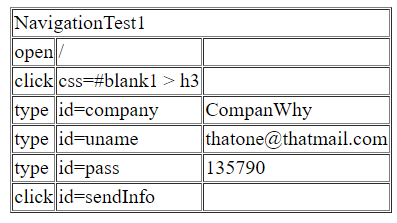 NavigationTest1
open /
click css=#blank1 > h3
type id=company CompanWhy
type id=uname thatone@thatmail.com
type id=pass 135790
click id=sendInfo